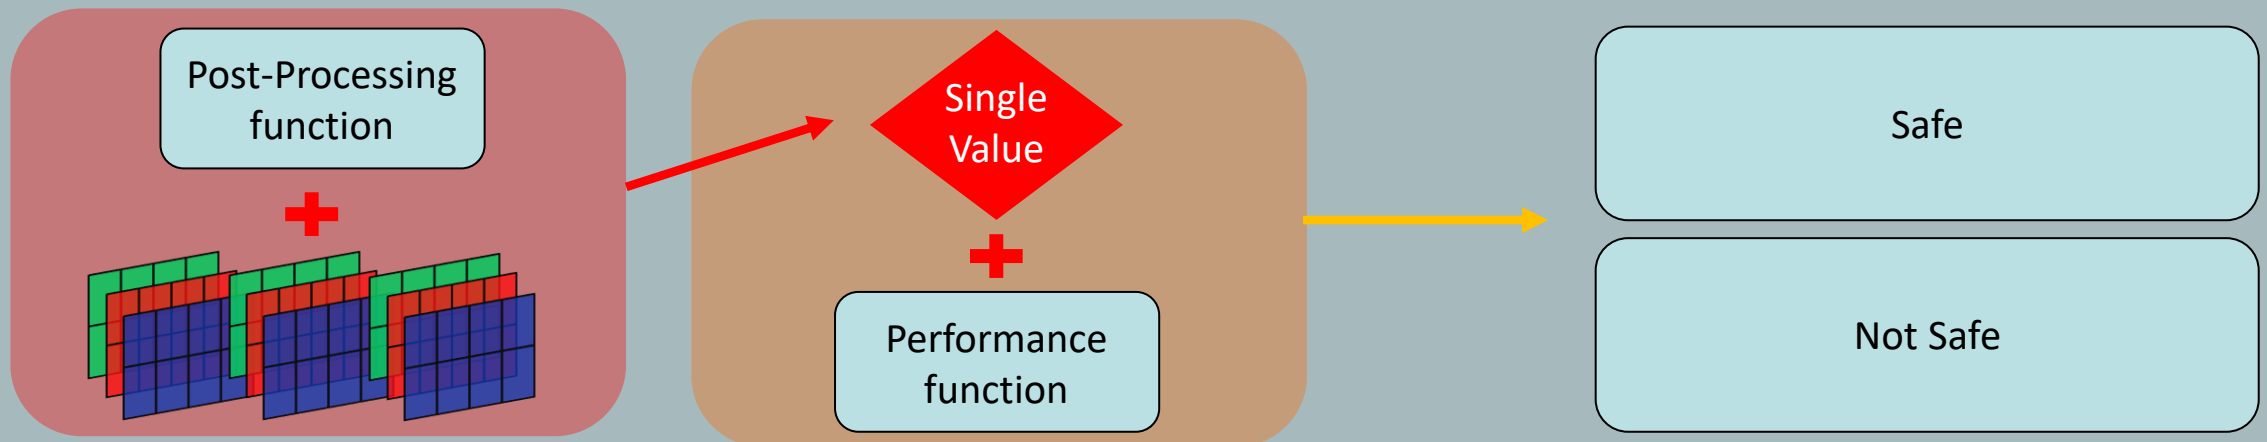 Post-Processing
function
Single
Value
Performance
function
Safe
Not Safe